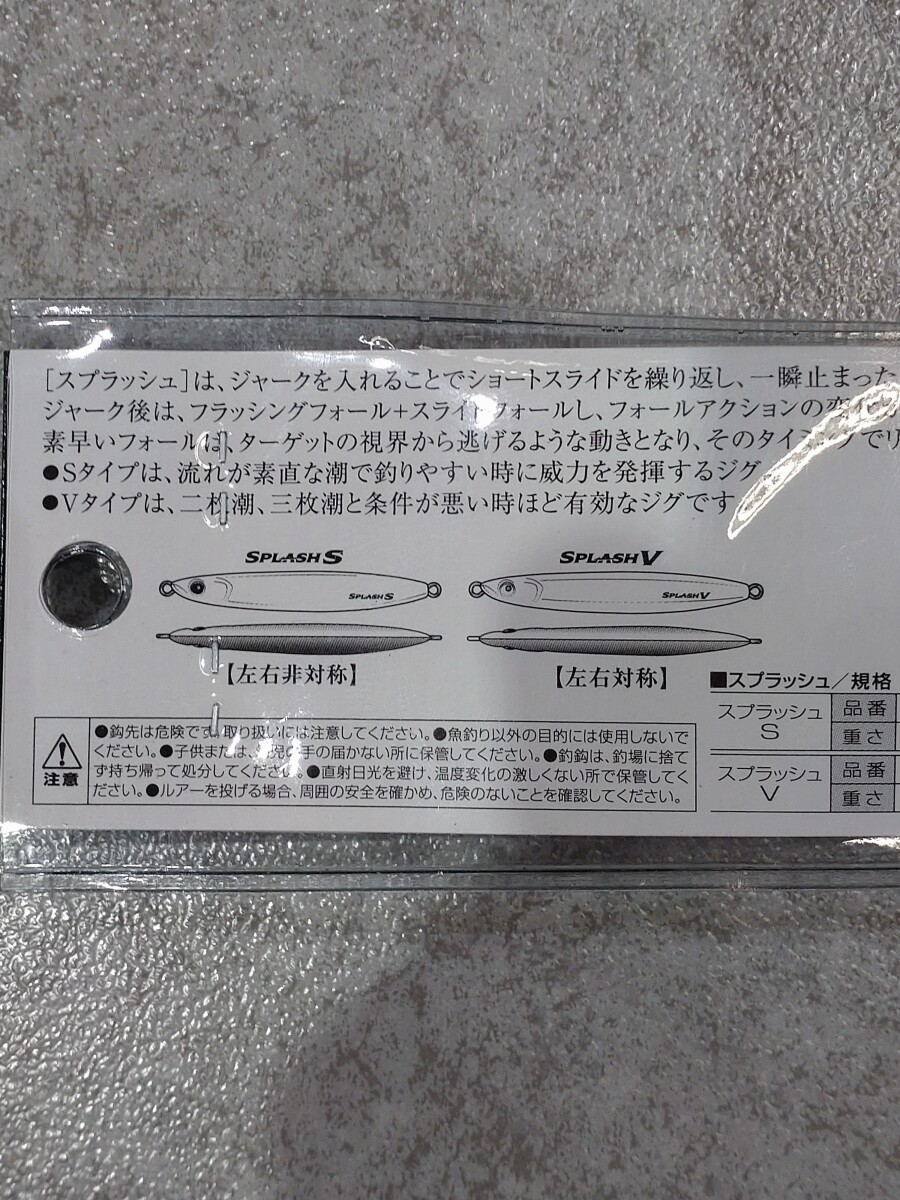 [スプラッシュ]は、ジャークを入れることでショートスライドを繰り返し、一瞬止まった
ジャーク後は、フラッシングフォール+スライドフォールし、フォールアクションの変化
素早いフォールは、ターゲットの視界から逃げるような動きとなり、そのタイミングで
●Sタイプは、流れが素直な潮で釣りやすい時に威力を発揮するジグ
●Vタイプは、二枚潮、三枚潮と条件が悪い時ほど有効なジグです
SPLASH S
SPLASH V
SPLASH S
SPLASH V
【左右非対称】
【左右対称】
■スプラッシュ/規格
スプラッシュ S
品番
重さ
スプラッシュ V
品番
重さ
注意
●鈎先は危険です 取り扱いには注意してください。●魚釣り以外の目的には使用しないで
ください。●子供または、の手の届かない所に保管してください。●釣鈎は、釣場に捨て
ず持ち帰って処分してください。●直射日光を避け、温度変化の激しくない所で保管してく
ださい。●ルアーを投げる場合、周囲の安全を確かめ、危険のないことを確認してください。